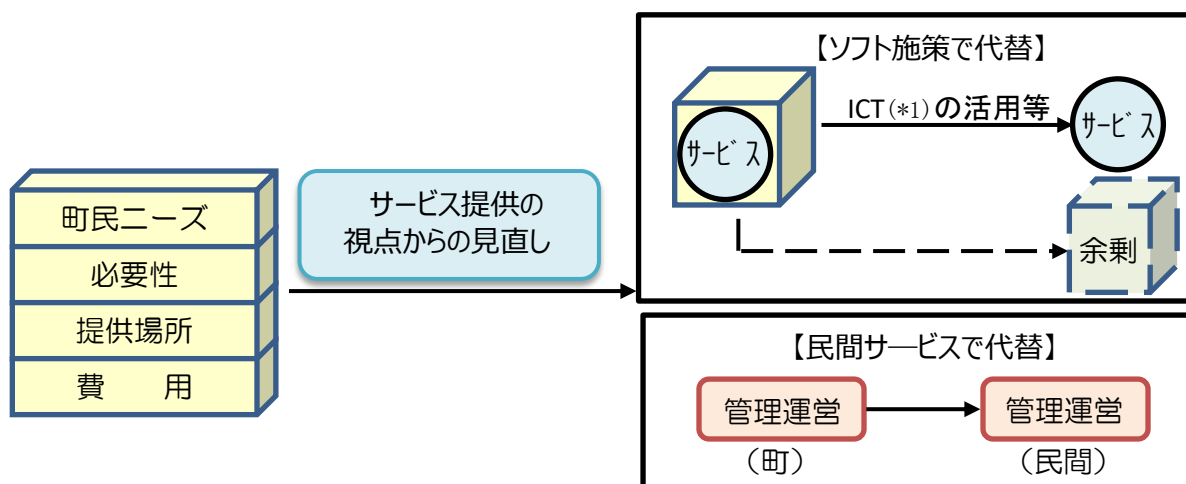 町民ニーズ
必要性
提供場所
費　用
サービス提供の
視点からの見直し
【ソフト施策で代替】
サービス
ICT(*1)の活用等
サービス
余剰
【民間サービスで代替】
管理運営
管理運営
（町）
（民間）